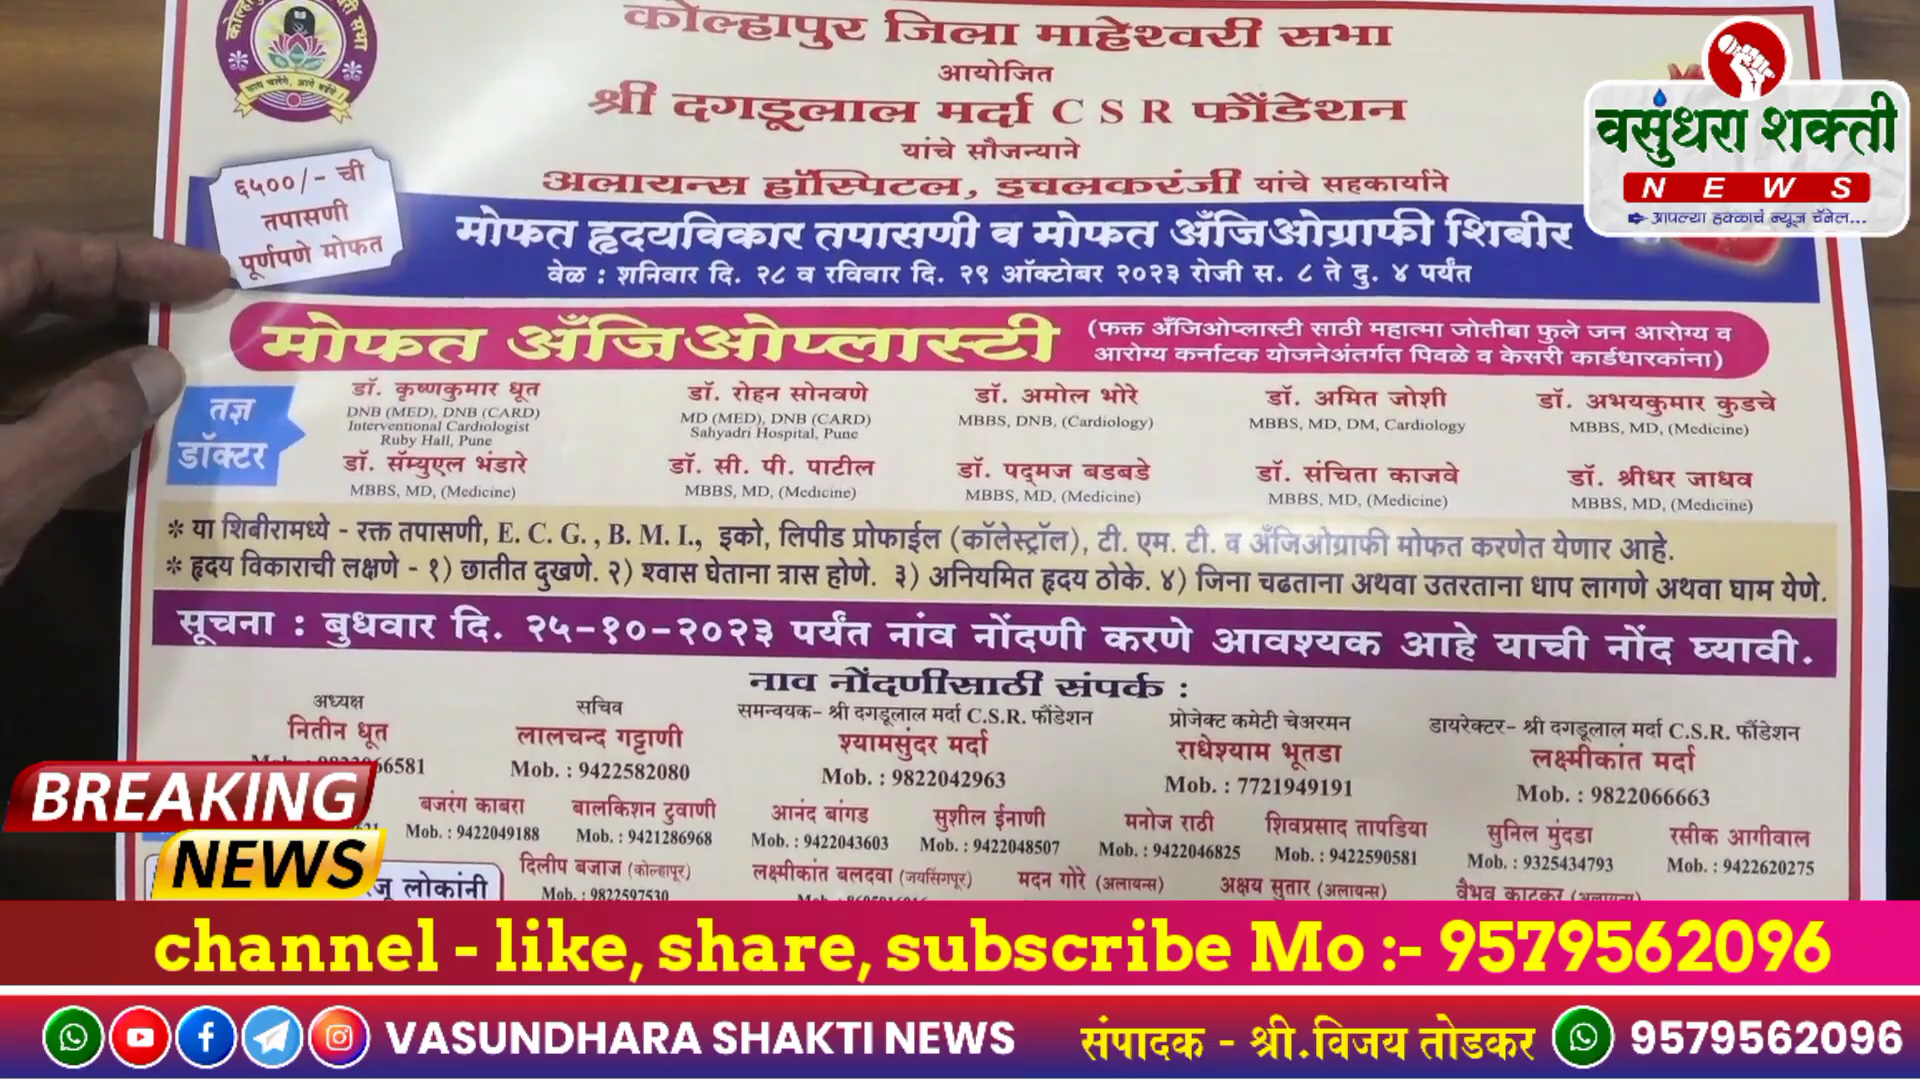 कोल्हापूर जिला माहेश्वरी सभा
साथ चलेंगे, आगे बढेंगे
आयोजित
श्री दगडूलाल मर्दा C S R फौंडेशन
यांचे सौजन्याने
अलायन्स हॉस्पिटल, इचलकरंजी यांचे सहकार्याने
वसुंधरा शक्ती
NEWS
आपल्या हक्काचं न्यूज चॅनेल...
६५००/- ची
तपासणी
पूर्णपणे मोफत
मोफत हृदयविकार तपासणी व मोफत अँजिओग्राफी शिबीर
वेळ : शनिवार दि. २८ व रविवार दि. २९ ऑक्टोबर २०२३ रोजी स. ८ ते दु. ४ पर्यंत
मोफत अँजिओप्लास्टी (फक्त अँजिओप्लास्टी साठी महात्मा जोतीबा फुले जन आरोग्य व
आरोग्य कर्नाटक योजनेअंतर्गत पिवळे व केसरी कार्डधारकांना)
तज्ञ
डॉक्टर
डॉ. कृष्णकुमार धूत
DNB (MED), DNB (CARD)
Interventional Cardiologist
Ruby Hall, Pune
डॉ. रोहन सोनवणे
MD (MED), DNB (CARD)
Sahyadri Hospital, Pune
डॉ. अमोल भोरे
MBBS, DNB, (Cardiology)
डॉ. अमित जोशी
MBBS, MD, DM, Cardiology
डॉ. अभयकुमार कुडचे
MBBS, MD, (Medicine)
डॉ. सॅम्युएल भंडारे
MBBS, MD, (Medicine)
डॉ. सी. पी. पाटील
MBBS, MD, (Medicine)
डॉ. पद्मज बडबडे
MBBS, MD, (Medicine)
डॉ. संचिता काजवे
MBBS, MD, (Medicine)
डॉ. श्रीधर जाधव
MBBS, MD, (Medicine)
* या शिबीरामध्ये - रक्त तपासणी, E. C. G. , B. M. I., इको, लिपीड प्रोफाईल (कॉलेस्ट्रॉल), टी. एम. टी. व अँजिओग्राफी मोफत करणेत येणार आहे.
* हृदय विकाराची लक्षणे - १) छातीत दुखणे. २) श्वास घेताना त्रास होणे. ३) अनियमित हृदय ठोके. ४) जिना चढताना अथवा उतरताना धाप लागणे अथवा घाम येणे.
सूचना : बुधवार दि. २५-१०-२०२३ पर्यंत नांव नोंदणी करणे आवश्यक आहे याची नोंद घ्यावी.
नाव नोंदणीसाठी संपर्क :
अध्यक्ष
नितीन धूत
66581
सचिव
लालचन्द गट्टाणी
Mob. : 9422582080
समन्वयक- श्री दगडूलाल मर्दा C.S.R. फौंडेशन
श्यामसुंदर मर्दा
Mob. : 9822042963
प्रोजेक्ट कमेटी चेअरमन
राधेश्याम भूतडा
Mob. : 7721949191
डायरेक्टर- श्री दगडूलाल मर्दा C.S.R. फौंडेशन
लक्ष्मीकांत मर्दा
Mob. : 9822066663
बजरंग काबरा
Mob. : 9422049188
बालकिशन टुवाणी
Mob. : 9421286968
आनंद बांगड
Mob. : 9422043603
सुशील ईनाणी
Mob. : 9422048507
मनोज राठी
Mob. : 9422046825
शिवप्रसाद तापडिया
Mob. : 9422590581
सुनिल मुंदडा
Mob. : 9325434793
रसीक आगीवाल
Mob. : 9422620275
लोकांनी
दिलीप बजाज (कोल्हापूर)
Mob. : 9822597530
लक्ष्मीकांत बलदवा (जयसिंगपूर)
मदन गोरे (अलायन्स)
अक्षय सुतार (अलायन्स)
वैभव काटकर (अलायन्स)
BREAKING
NEWS
channel - like, share, subscribe Mo :- 9579562096
VASUNDHARA SHAKTI NEWS
संपादक - श्री.विजय तोडकर
9579562096